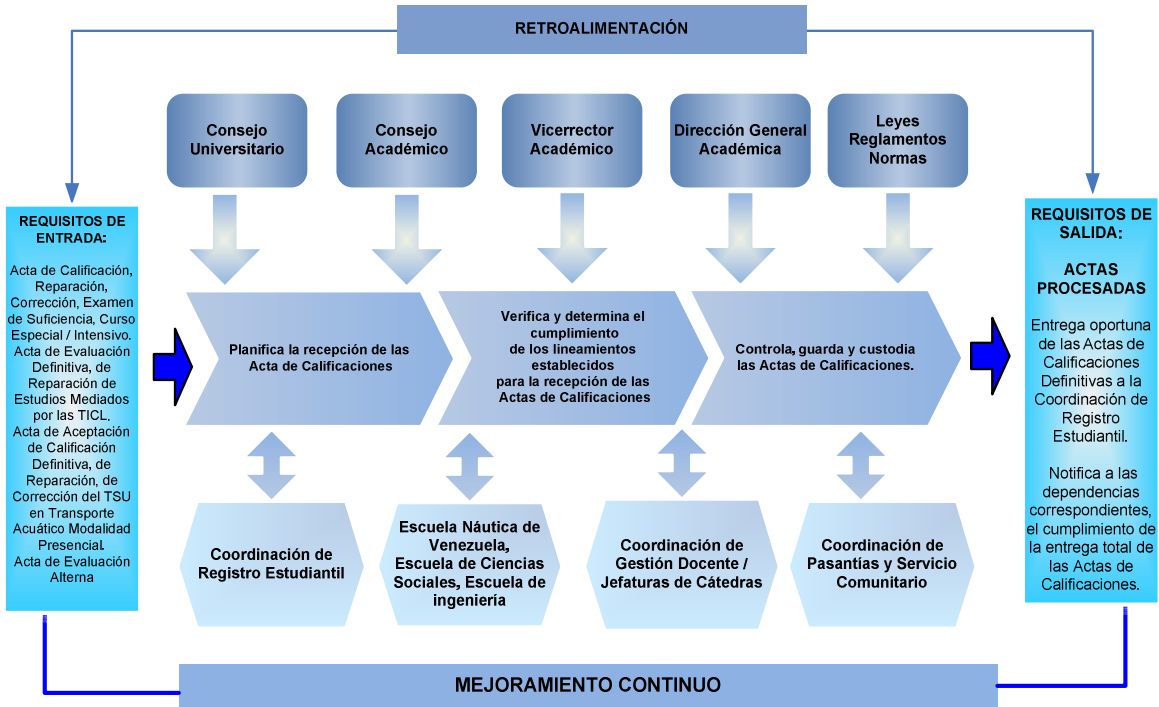 RETROALIMENTACIÓN
Consejo
Universitario
Consejo
Académico
Vicerrector
Académico
Dirección General
Académica
Leyes
Reglamentos
Normas
REQUISITOS DE
ENTRADA:
Acta de Calificación,
Reparación,
Corrección, Examen
de Suficiencia, Curso
Especial / Intensivo.
Acta de Evaluación
Definitiva, de
Reparación de
Estudios Mediados
por las TICL.
Acta de Aceptación
de Calificación
Definitiva, de
Reparación, de
Corrección del TSU
en Transporte
Acuático Modalidad
Presencial.
Acta de Evaluación
Alterna
Planifica la recepción de las
Acta de Calificaciones
Verifica y determina el
cumplimiento
de los lineamientos
establecidos
para la recepción de las
Actas de Calificaciones
Controla, guarda y custodia
las Actas de Calificaciones.
REQUISITOS DE
SALIDA:
ACTAS
PROCESADAS
Entrega oportuna
de las Actas de
Calificaciones
Definitivas a la
Coordinación de
Registro
Estudiantil.
Notifica a las
dependencias
correspondientes,
el cumplimiento de
la entrega total de
las Actas de
Calificaciones.
Coordinación de
Registro Estudiantil
Escuela Náutica de
Venezuela,
Escuela de Ciencias
Sociales, Escuela de
ingeniería
Coordinación de
Gestión Docente /
Jefaturas de Cátedras
Coordinación de
Pasantías y Servicio
Comunitario
MEJORAMIENTO CONTINUO